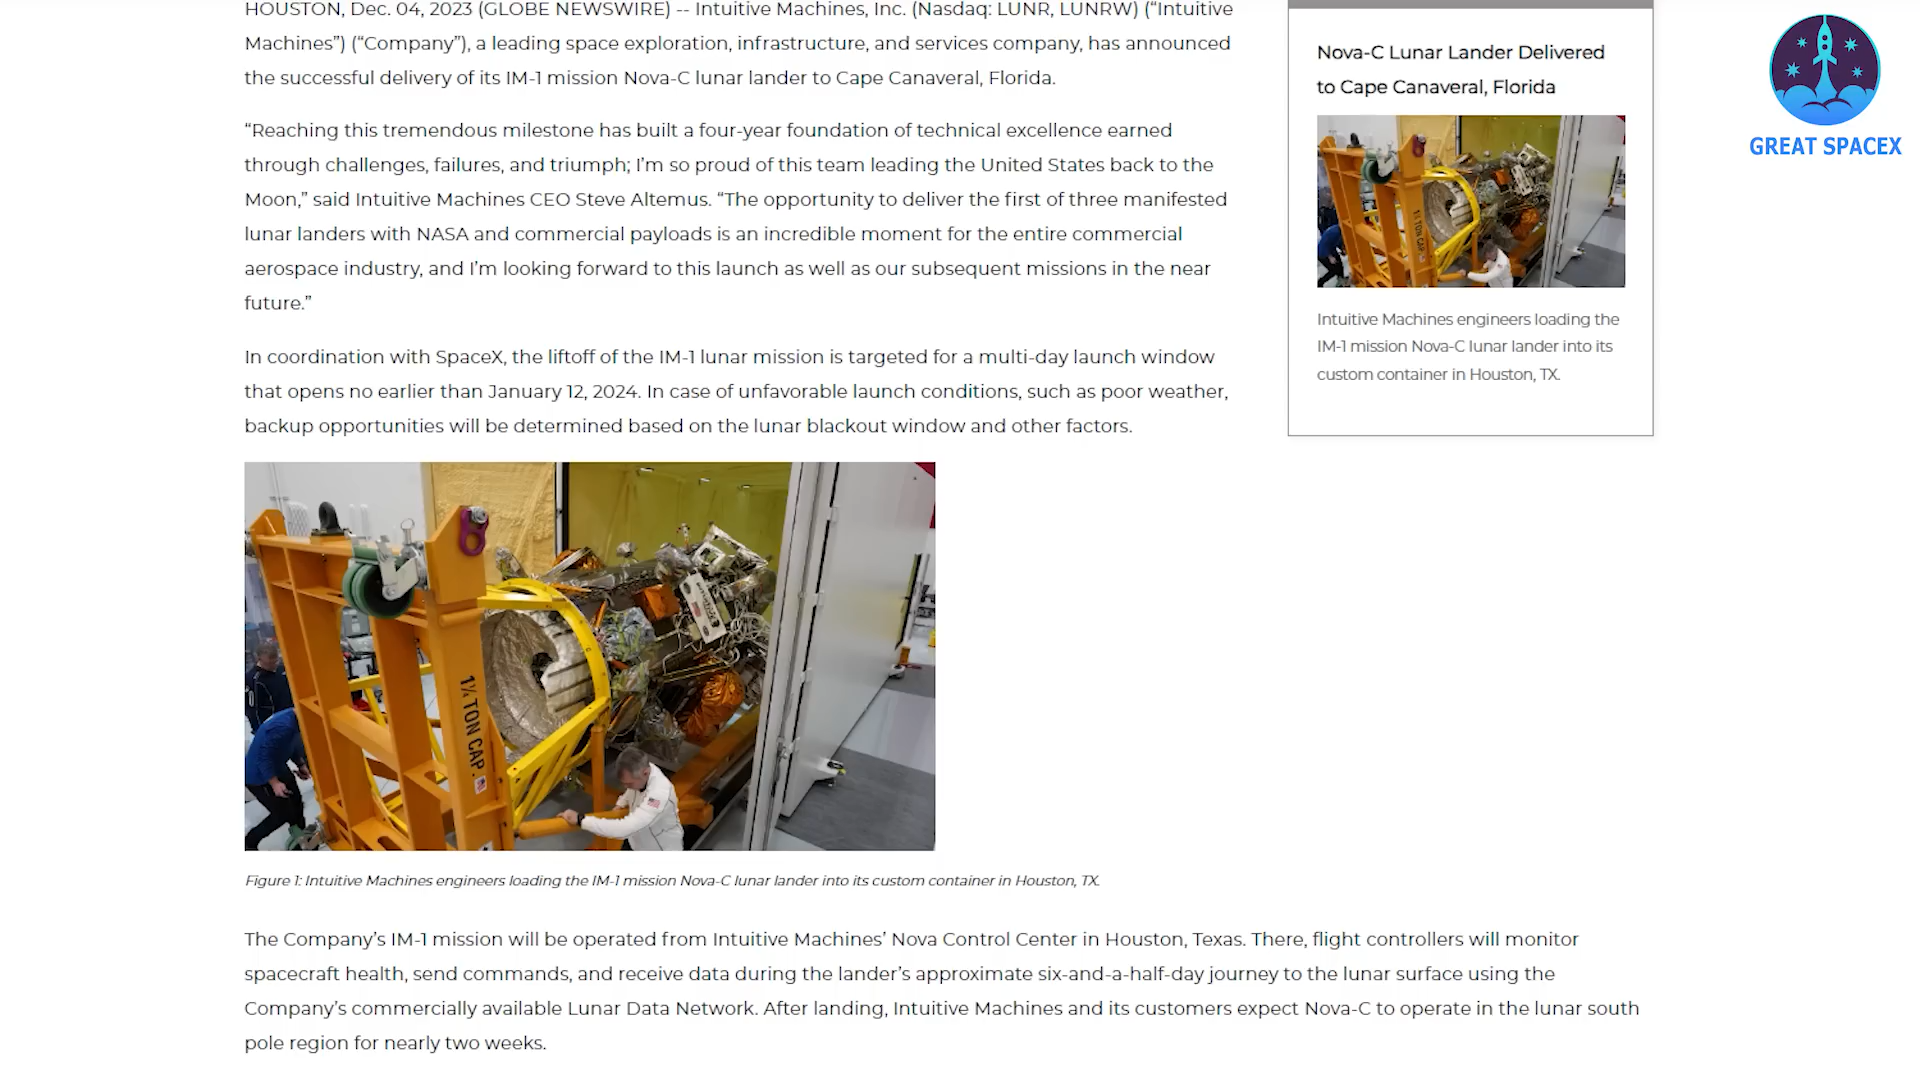 HOUSTON, Dec. 04, 2023 (GLOBE NEWSWIRE) -- Intuitive Machines, Inc. (Nasdaq: LUNR, LUNRW) (“Intuitive
Machines”) (“Company”), a leading space exploration, infrastructure, and services company, has announced
the successful delivery of its IM-1 mission Nova-C lunar lander to Cape Canaveral, Florida.
“Reaching this tremendous milestone has built a four-year foundation of technical excellence earned
through challenges, failures, and triumph; I’m so proud of this team leading the United States back to the
Moon,” said Intuitive Machines CEO Steve Altemus. “The opportunity to deliver the first of three manifested
lunar landers with NASA and commercial payloads is an incredible moment for the entire commercial
aerospace industry, and I’m looking forward to this launch as well as our subsequent missions in the near
future.”
In coordination with SpaceX, the liftoff of the IM-1 lunar mission is targeted for a multi-day launch window
that opens no earlier than January 12, 2024. In case of unfavorable launch conditions, such as poor weather,
backup opportunities will be determined based on the lunar blackout window and other factors.
1¼ TON CAP.
Figure 1: Intuitive Machines engineers loading the IM-1 mission Nova-C lunar lander into its custom container in Houston, TX.
The Company’s IM-1 mission will be operated from Intuitive Machines’ Nova Control Center in Houston, Texas. There, flight controllers will monitor
spacecraft health, send commands, and receive data during the lander’s approximate six-and-a-half-day journey to the lunar surface using the
Company’s commercially available Lunar Data Network. After landing, Intuitive Machines and its customers expect Nova-C to operate in the lunar south
pole region for nearly two weeks.
Nova-C Lunar Lander Delivered
to Cape Canaveral, Florida
1¼ TON CAP.
Intuitive Machines engineers loading the
IM-1 mission Nova-C lunar lander into its
custom container in Houston, TX.
GREAT SPACEX